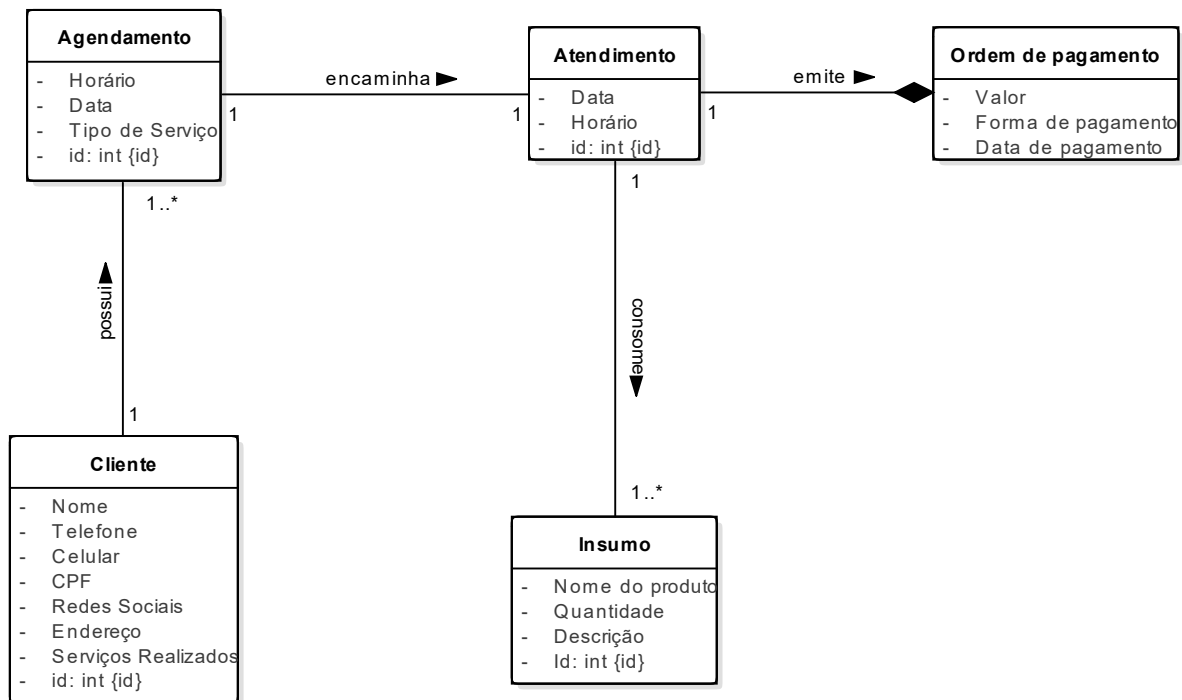 Agendamento
- Horário
- Data
- Tipo de Serviço
- id: int {id}
encaminha
1
1
Atendimento
- Data
- Horário
- id: int {id}
emite
1
Ordem de pagamento
- Valor
- Forma de pagamento
- Data de pagamento
1..*
possui
1
1
consome
1..*
Cliente
- Nome
- Telefone
- Celular
- CPF
- Redes Sociais
- Endereço
- Serviços Realizados
- id: int {id}
Insumo
- Nome do produto
- Quantidade
- Descrição
- Id: int {id}